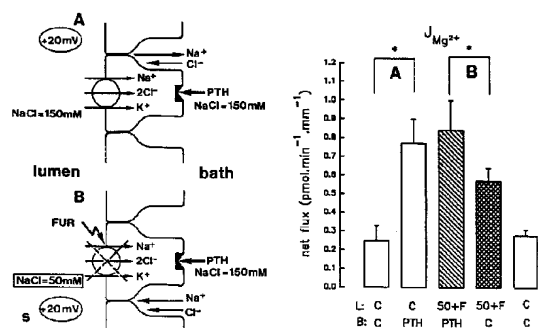 A
+20mV
Na⁺
Cl⁻
Na⁺
2Cl⁻
K⁺
NaCl=150mM
PTH
NaCl=150mM
lumen
bath
B
FUR
Na⁺
2Cl⁻
K⁺
PTH
NaCl=150mM
NaCl=50mM
s
+20mV
Na⁺
Cl⁻
J Mg²⁺
*
*
A
B
net flux (pmol.min⁻¹.mm⁻¹)
1.2
1.1
1.0
0.9
0.8
0.7
0.6
0.5
0.4
0.3
0.2
0.1
0.0
L: C C 50+F 50+F C
B: C PTH PTH C C